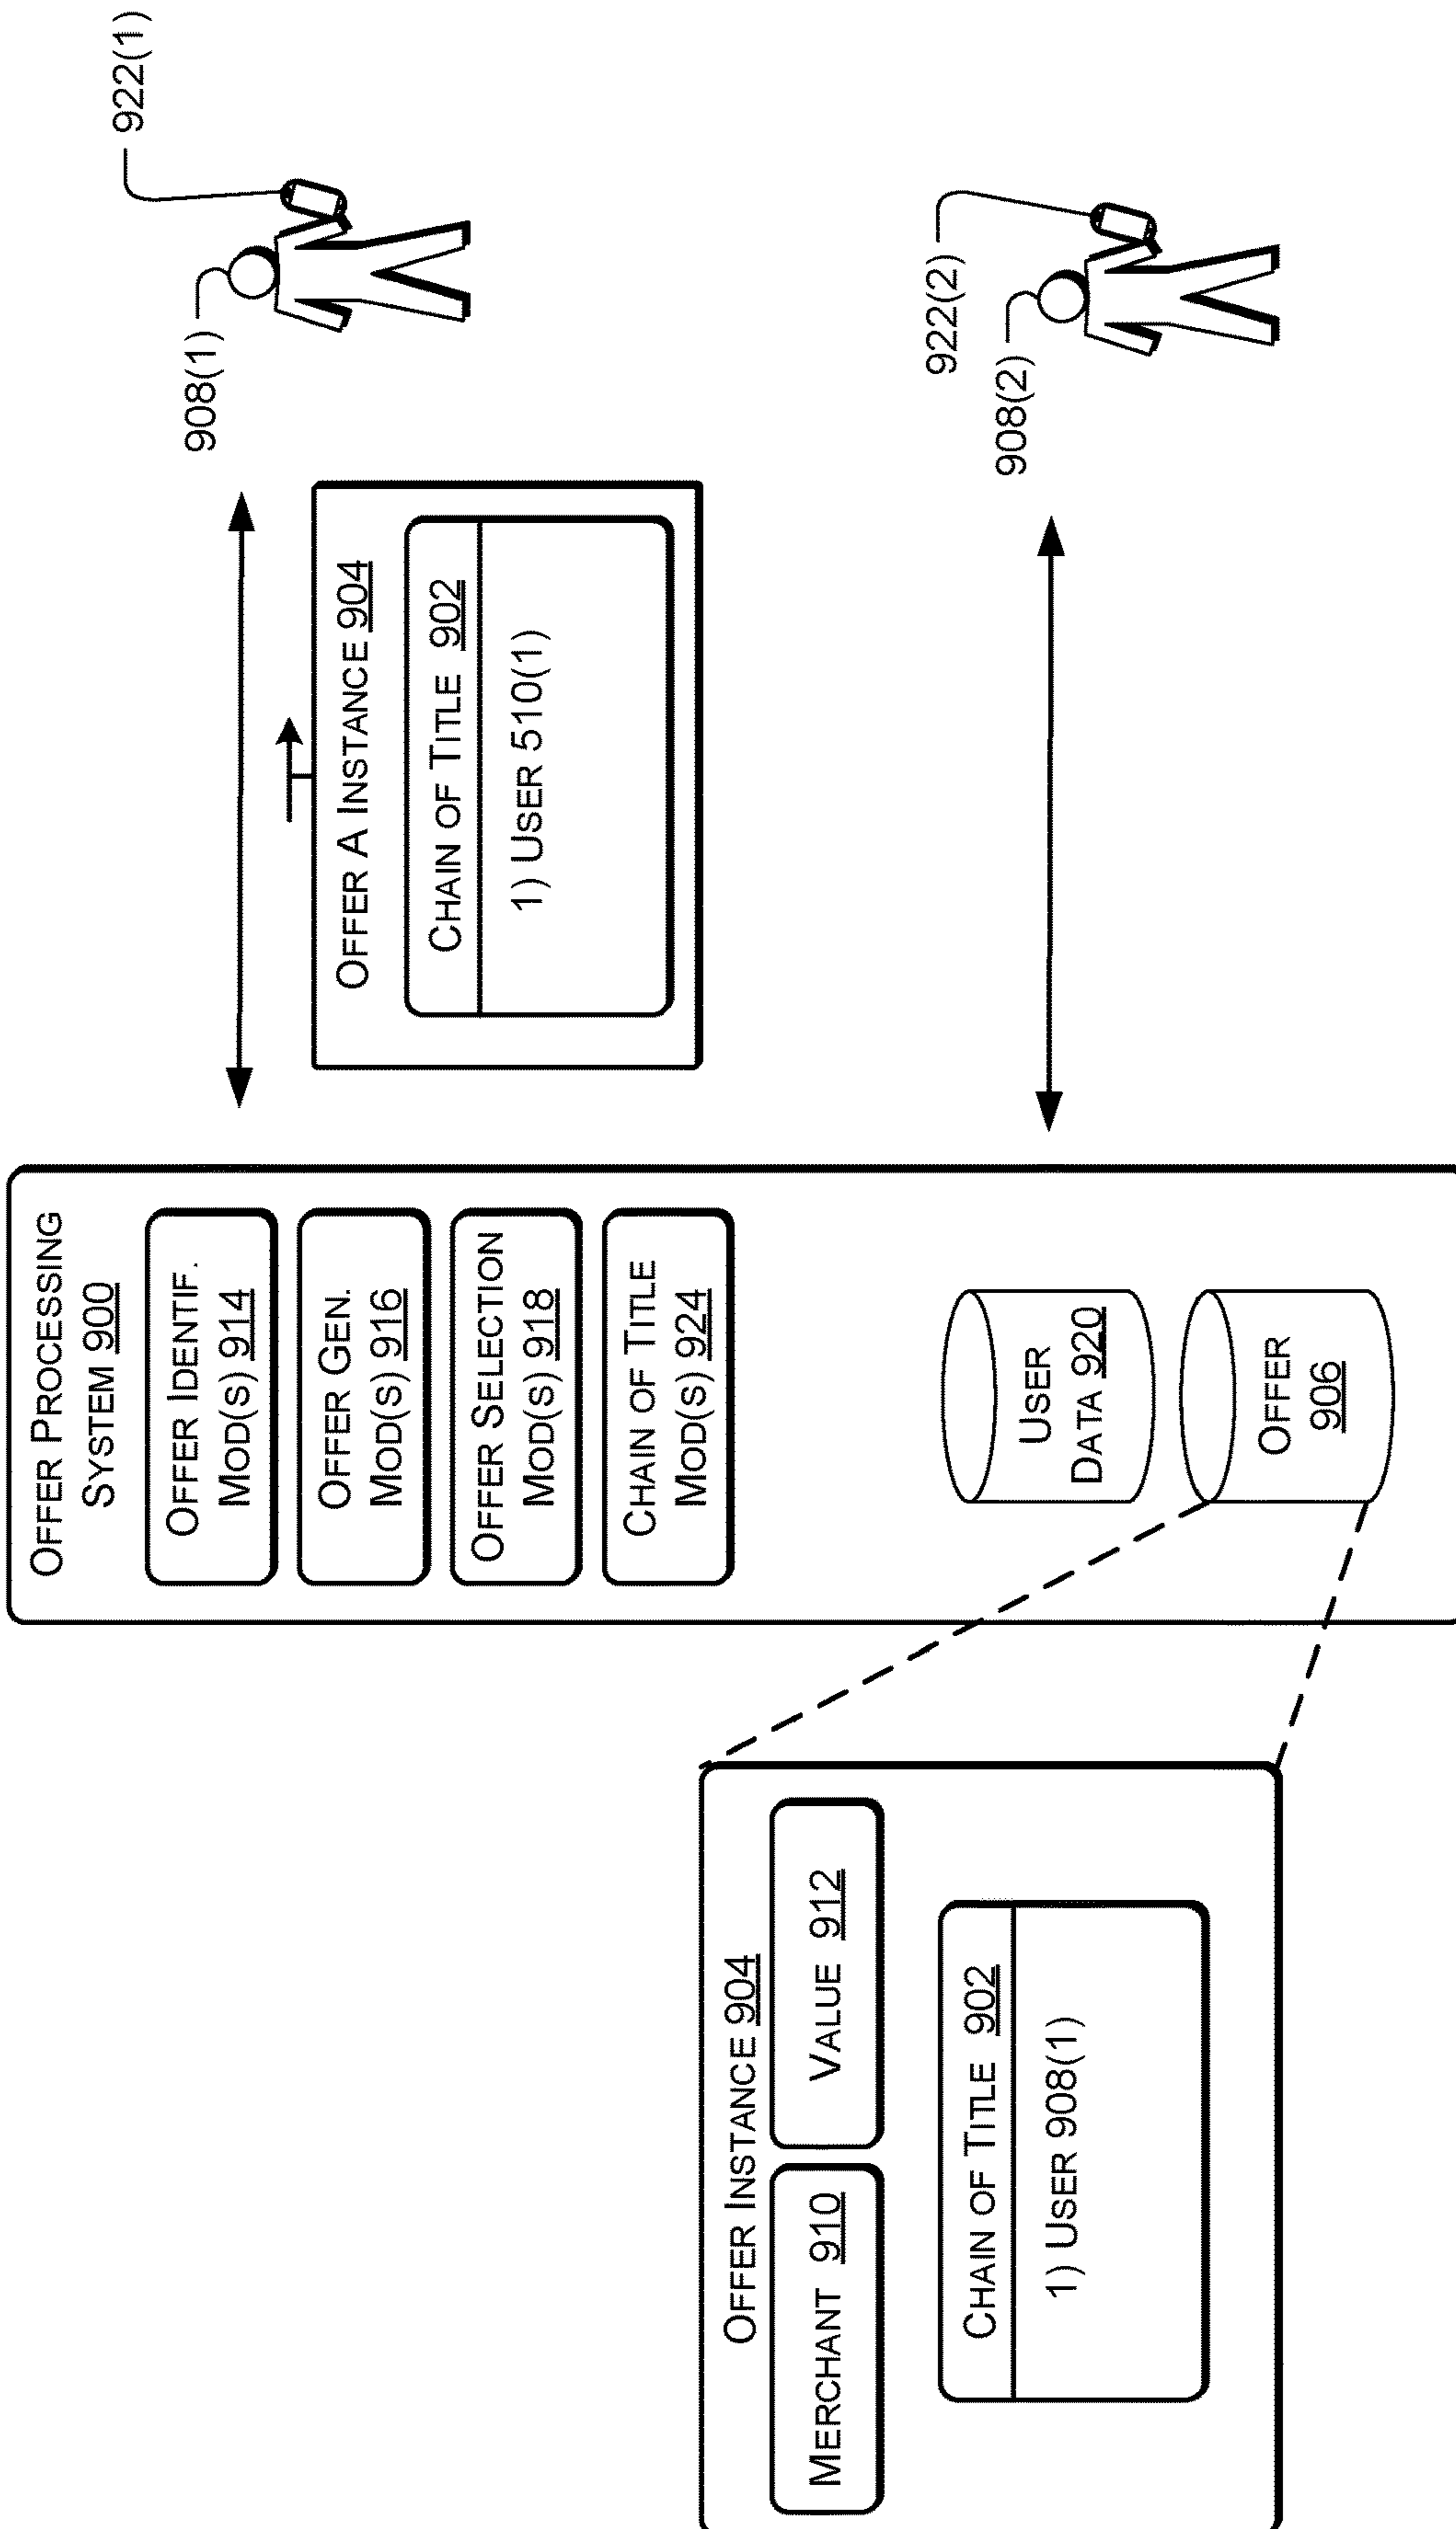 OFFER INSTANCE 904
MERCHANT 910
VALUE 912
CHAIN OF TITLE 902
1) USER 908(1)
OFFER PROCESSING
SYSTEM 900
OFFER IDENTIF.
MOD(S) 914
OFFER GEN.
MOD(S) 916
OFFER SELECTION
MOD(S) 918
CHAIN OF TITLE
MOD(S) 924
USER
DATA 920
OFFER
906
OFFER A INSTANCE 904
CHAIN OF TITLE 902
1) USER 510(1)
908(1)
922(1)
922(2)
908(2)